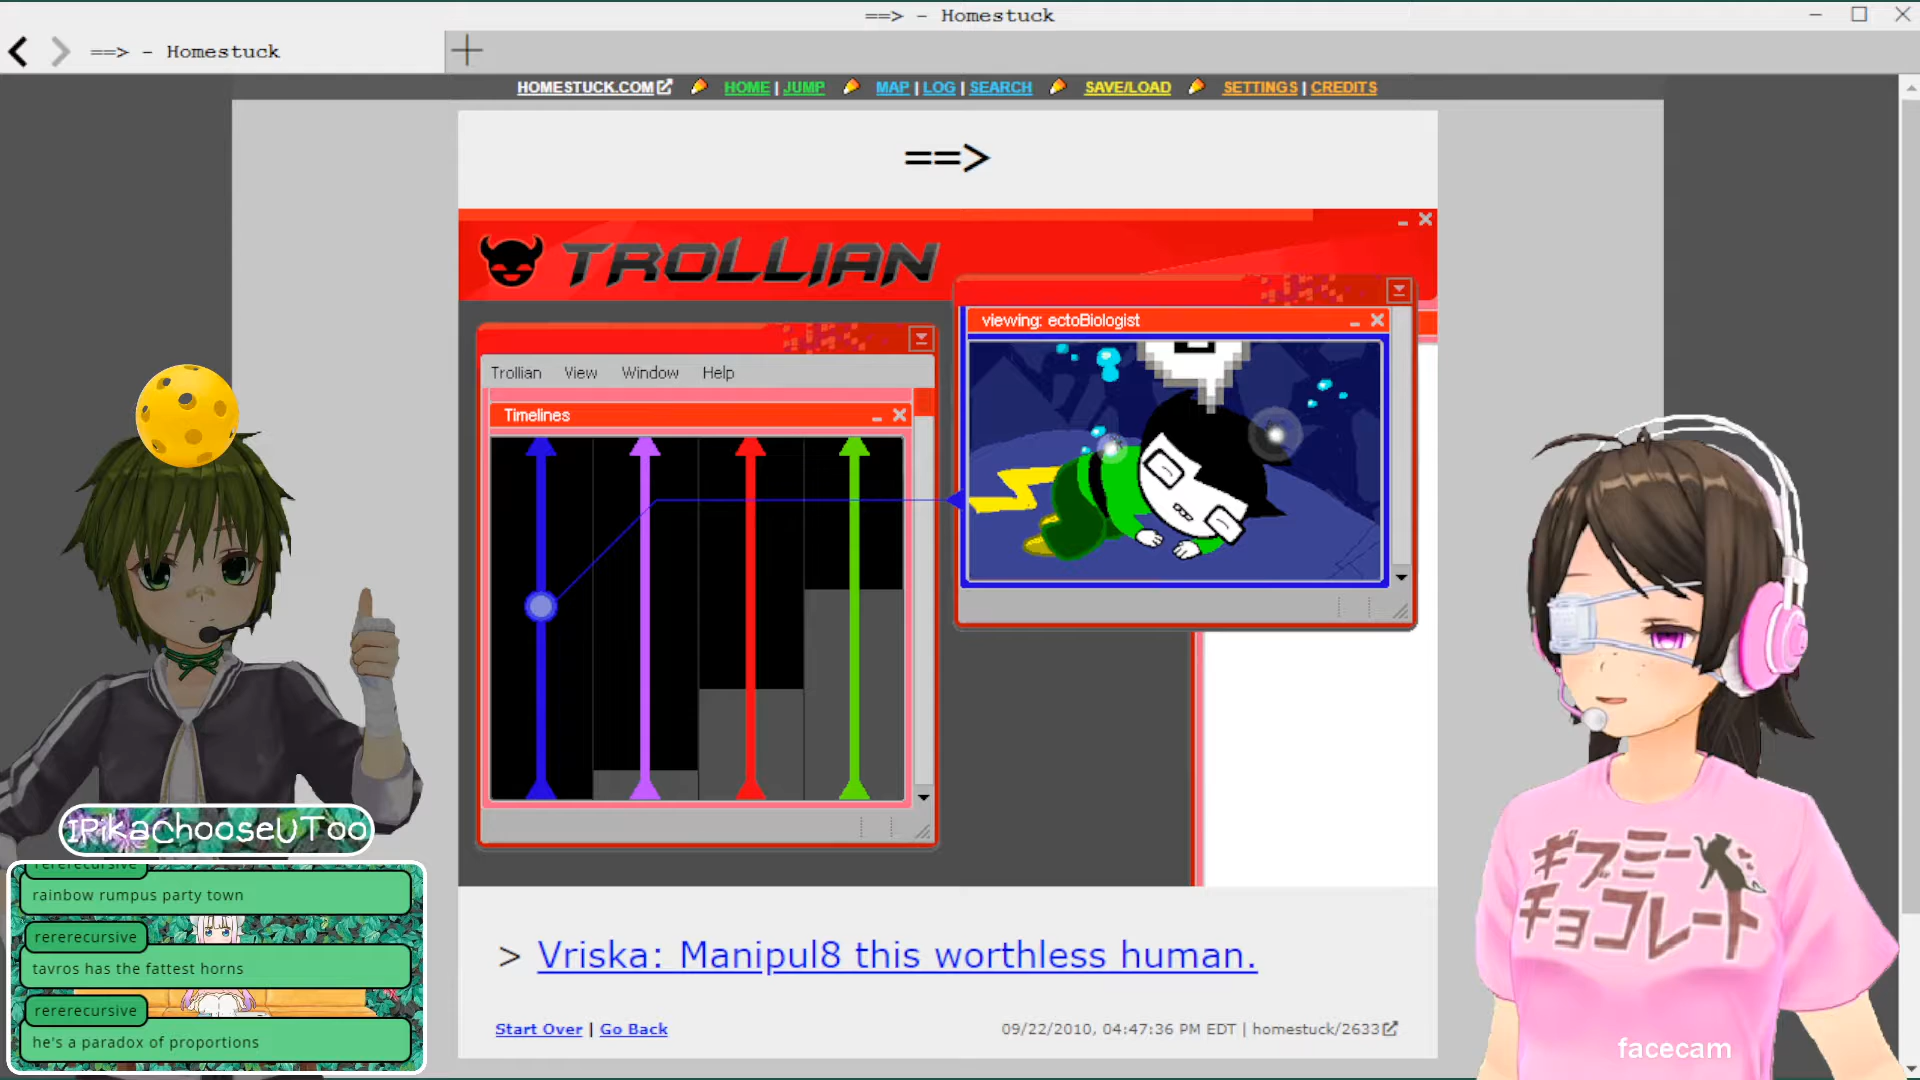 ==> - Homestuck
==> - Homestuck
HOMESTUCK.COM HOME | JUMP MAP | LOG | SEARCH SAVE/LOAD SETTINGS | CREDITS
==>
TROLLIAN
viewing: ectoBiologist
Trollian View Window Help
Timelines
> Vriska: Manipul8 this worthless human.
Start Over | Go Back
09/22/2010, 04:47:36 PM EDT | homestuck/2633
IPikachooseUToo
rererecursive
rainbow rumpus party town
rererecursive
tavros has the fattest horns
rererecursive
he's a paradox of proportions
ギブミー
チョコレート
facecam